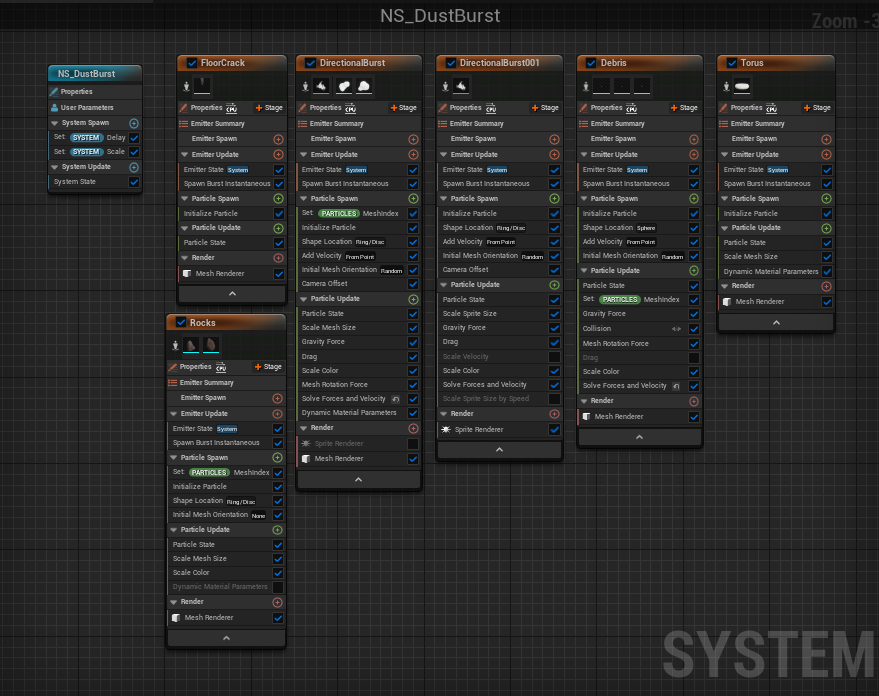 NS_DustBurst
Zoom -3
NS_DustBurst
Properties
User Parameters
System Spawn
Set: SYSTEM Delay
Set: SYSTEM Scale
System Update
System State
FloorCrack
Properties CPU + Stage
Emitter Summary
Emitter Spawn
Emitter Update
Emitter State System
Spawn Burst Instantaneous
Particle Spawn
Initialize Particle
Particle Update
Particle State
Render
Mesh Renderer
Rocks
Properties CPU + Stage
Emitter Summary
Emitter Spawn
Emitter Update
Emitter State System
Spawn Burst Instantaneous
Particle Spawn
Set: PARTICLES MeshIndex
Initialize Particle
Shape Location Ring/Disc
Initial Mesh Orientation None
Particle Update
Particle State
Scale Mesh Size
Scale Color
Dynamic Material Parameters
Render
Mesh Renderer
DirectionalBurst
Properties CPU + Stage
Emitter Summary
Emitter Spawn
Emitter Update
Emitter State System
Spawn Burst Instantaneous
Particle Spawn
Set: PARTICLES MeshIndex
Initialize Particle
Shape Location Ring/Disc
Add Velocity From Point
Initial Mesh Orientation Random
Camera Offset
Particle Update
Particle State
Scale Mesh Size
Gravity Force
Drag
Scale Color
Mesh Rotation Force
Solve Forces and Velocity
Dynamic Material Parameters
Render
Sprite Renderer
Mesh Renderer
DirectionalBurst001
Properties CPU + Stage
Emitter Summary
Emitter Spawn
Emitter Update
Emitter State System
Spawn Burst Instantaneous
Particle Spawn
Initialize Particle
Shape Location Ring/Disc
Add Velocity From Point
Initial Mesh Orientation Random
Camera Offset
Particle Update
Particle State
Scale Sprite Size
Gravity Force
Drag
Scale Velocity
Scale Color
Solve Forces and Velocity
Scale Sprite Size by Speed
Render
Sprite Renderer
Debris
Properties CPU + Stage
Emitter Summary
Emitter Spawn
Emitter Update
Emitter State System
Spawn Burst Instantaneous
Particle Spawn
Initialize Particle
Shape Location Sphere
Add Velocity From Point
Initial Mesh Orientation Random
Particle Update
Particle State
Set: PARTICLES MeshIndex
Gravity Force
Collision
Mesh Rotation Force
Drag
Scale Color
Solve Forces and Velocity
Render
Mesh Renderer
Torus
Properties CPU + Stage
Emitter Summary
Emitter Spawn
Emitter Update
Emitter State System
Spawn Burst Instantaneous
Particle Spawn
Initialize Particle
Particle Update
Particle State
Scale Mesh Size
Dynamic Material Parameters
Render
Mesh Renderer
SYSTEM